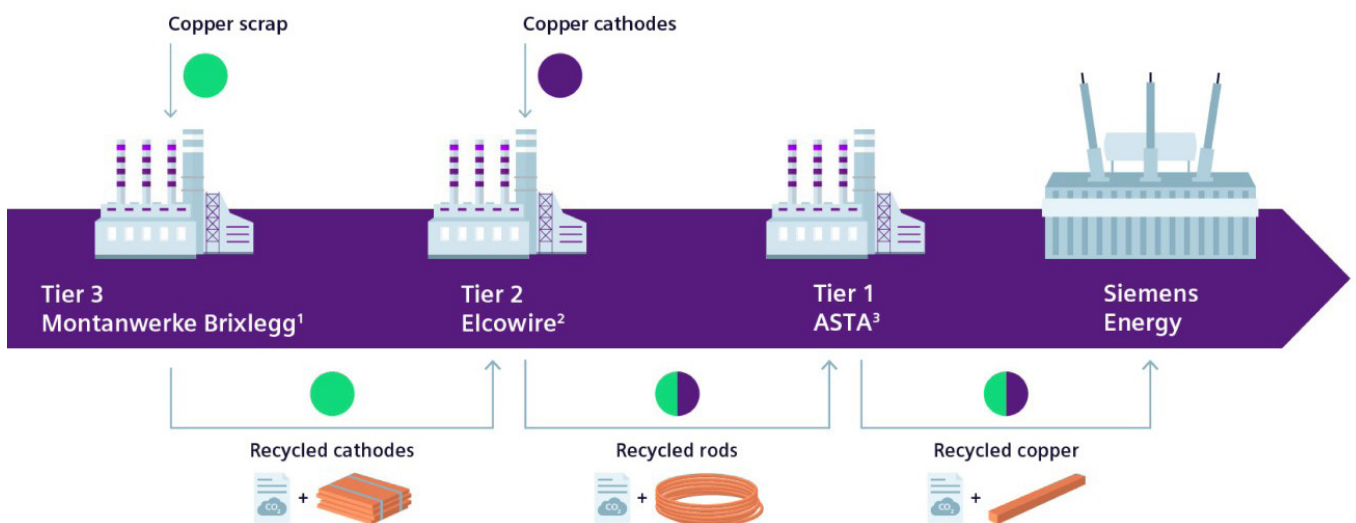 Copper scrap
Copper cathodes
Tier 3
Montanwerke Brixlegg¹
Tier 2
Elcowire²
Tier 1
ASTA³
Siemens
Energy
Recycled cathodes
Recycled rods
Recycled copper
CO₂
+
CO₂
+
CO₂
+